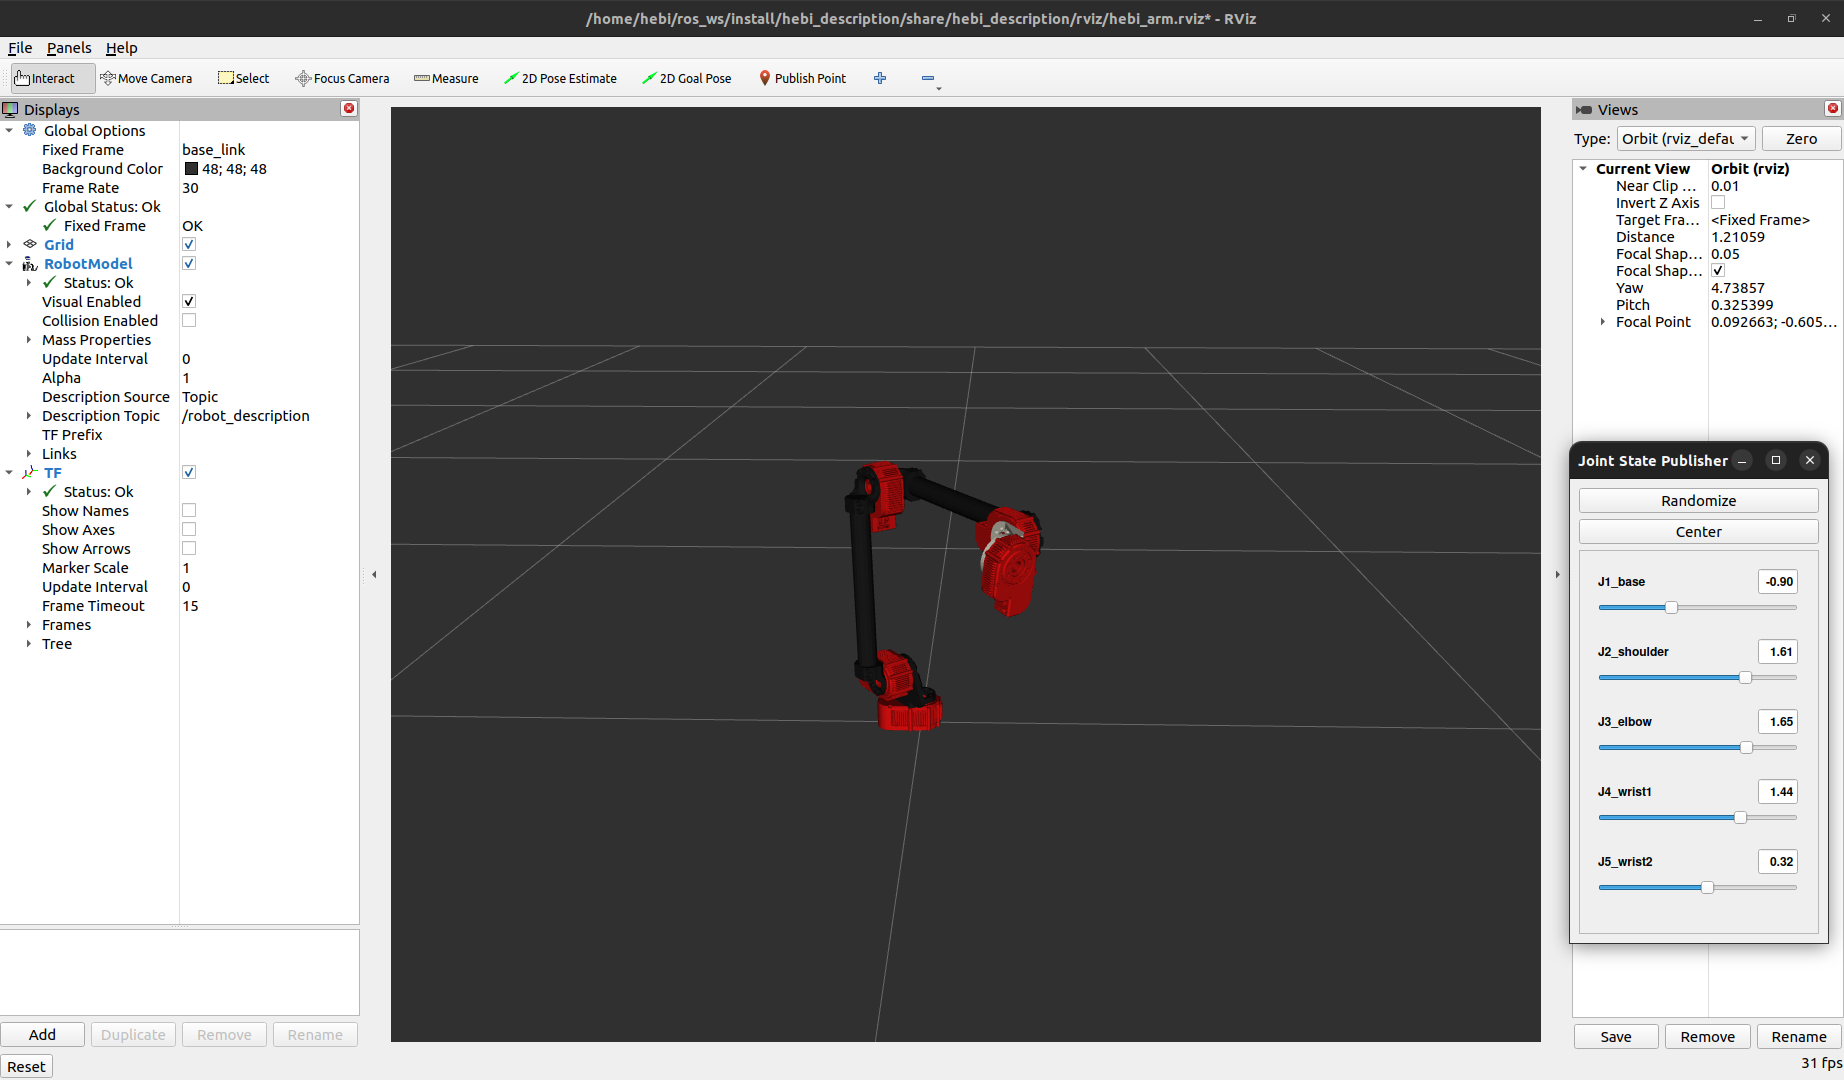 /home/hebi/ros_ws/install/hebi_description/share/hebi_description/rviz/hebi_arm.rviz* - RViz
File Panels Help
Interact Move Camera Select Focus Camera Measure 2D Pose Estimate 2D Goal Pose Publish Point
Displays
Global Options
Fixed Frame base_link
Background Color 48; 48; 48
Frame Rate 30
Global Status: Ok
Fixed Frame OK
Grid
RobotModel
Status: Ok
Visual Enabled
Collision Enabled
Mass Properties
Update Interval 0
Alpha 1
Description Source Topic
Description Topic /robot_description
TF Prefix
Links
TF
Status: Ok
Show Names
Show Axes
Show Arrows
Marker Scale 1
Update Interval 0
Frame Timeout 15
Frames
Tree
Add Duplicate Remove Rename
Reset
Views
Type: Orbit (rviz_defau Zero
Current View Orbit (rviz)
Near Clip ... 0.01
Invert Z Axis
Target Fra... <Fixed Frame>
Distance 1.21059
Focal Shap... 0.05
Focal Shap...
Yaw 4.73857
Pitch 0.325399
Focal Point 0.092663; -0.605...
Joint State Publisher
Randomize
Center
J1_base -0.90
J2_shoulder 1.61
J3_elbow 1.65
J4_wrist1 1.44
J5_wrist2 0.32
Save Remove Rename
31 fps